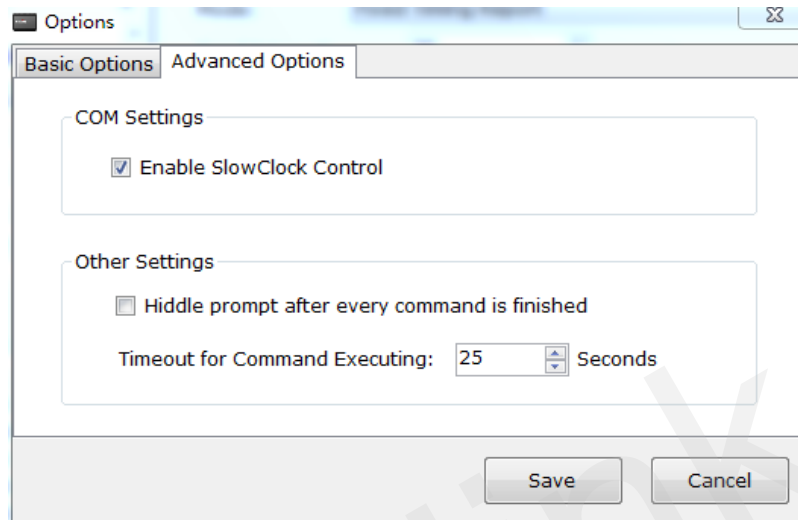 Options
Basic Options
Advanced Options
COM Settings
Enable SlowClock Control
Other Settings
Hiddle prompt after every command is finished
Timeout for Command Executing: 25 Seconds
Save
Cancel